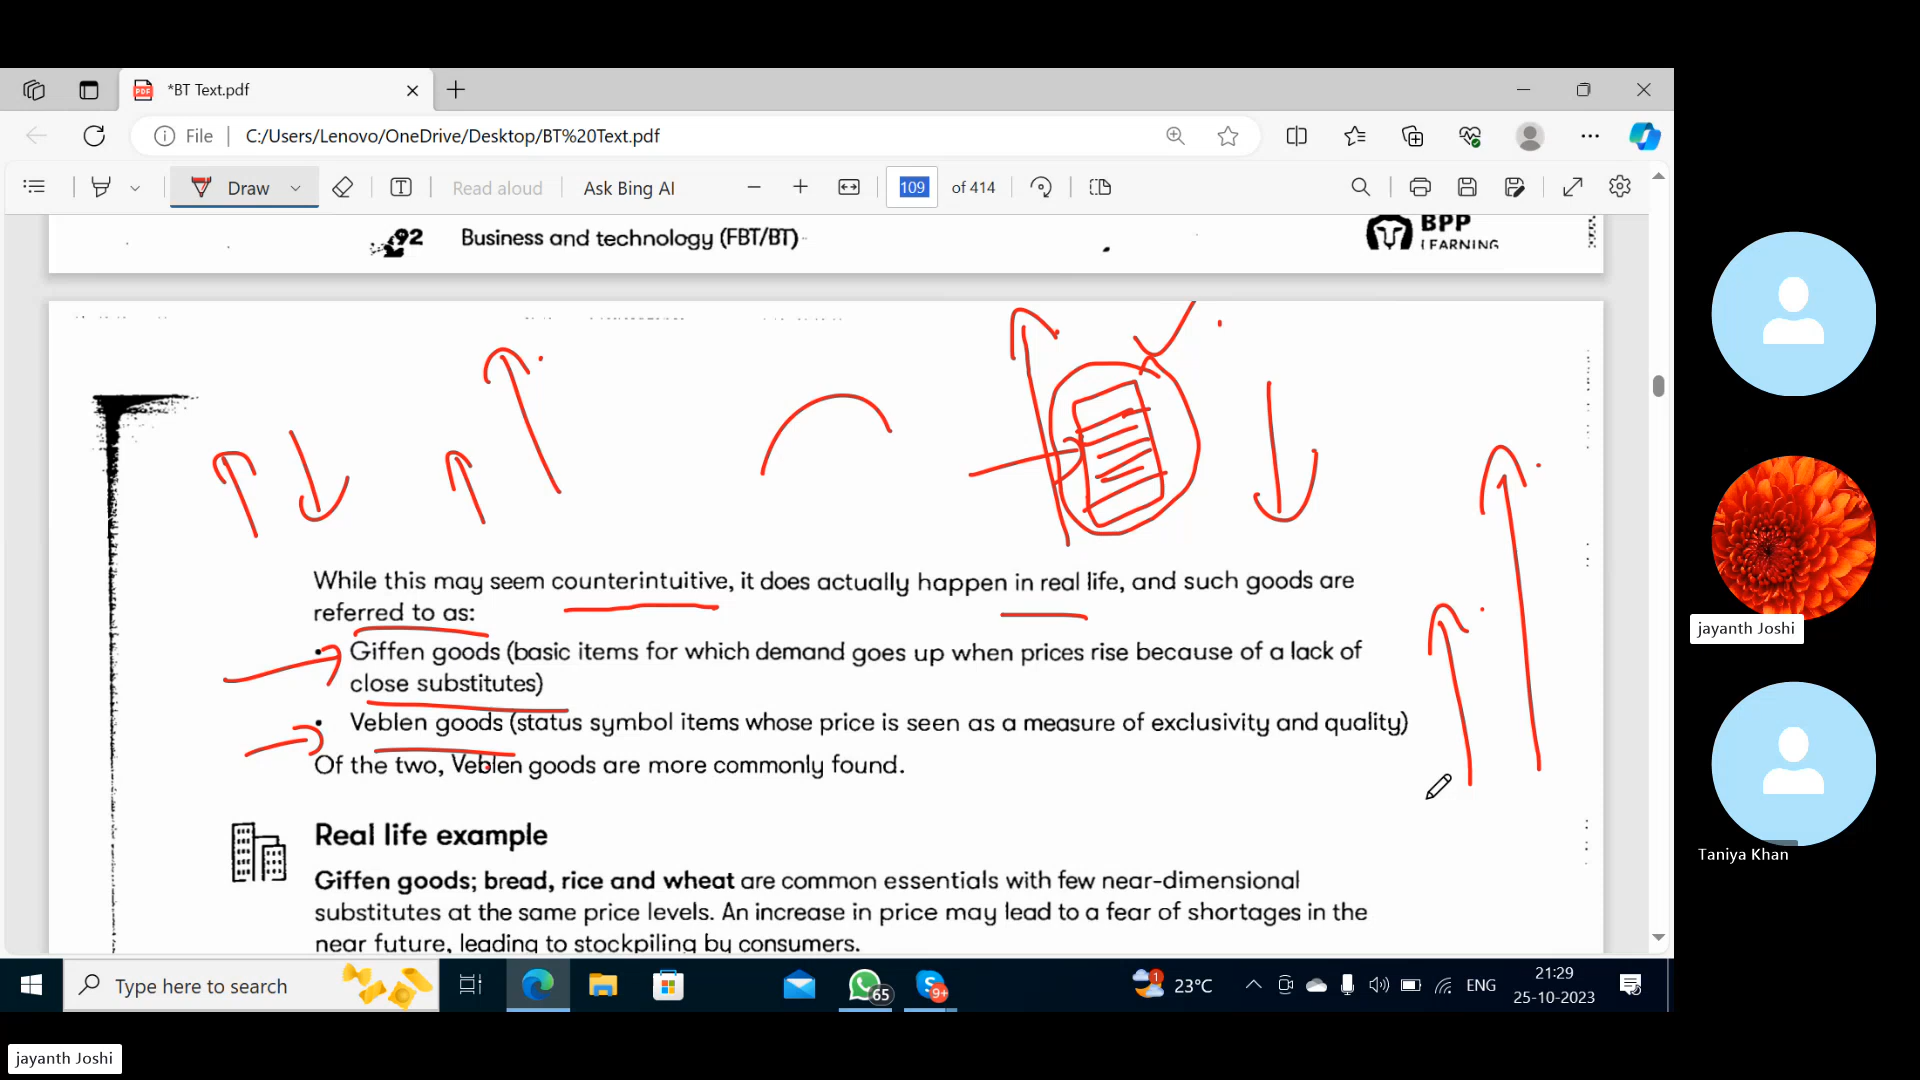 *BT Text.pdf
File
C:/Users/Lenovo/OneDrive/Desktop/BT%20Text.pdf
Draw
Read aloud
Ask Bing AI
109 of 414
92 Business and technology (FBT/BT)
BPP
LEARNING
While this may seem counterintuitive, it does actually happen in real life, and such goods are
referred to as:
• Giffen goods (basic items for which demand goes up when prices rise because of a lack of
close substitutes)
• Veblen goods (status symbol items whose price is seen as a measure of exclusivity and quality)
Of the two, Veblen goods are more commonly found.
Real life example
Giffen goods; bread, rice and wheat are common essentials with few near-dimensional
substitutes at the same price levels. An increase in price may lead to a fear of shortages in the
near future, leading to stockpiling by consumers.
jayanth Joshi
Taniya Khan
Type here to search
65
9+
1
23°C
ENG
21:29
25-10-2023
jayanth Joshi